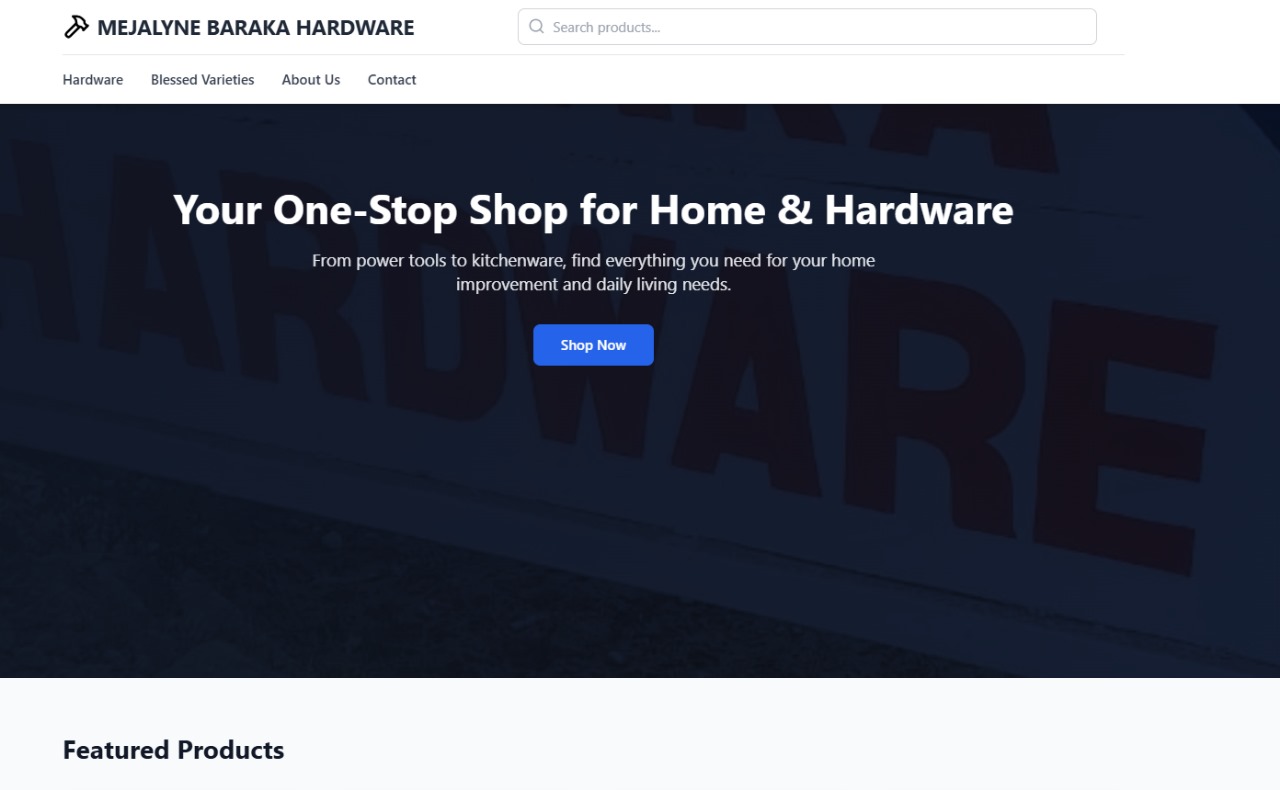 MEJALYNE BARAKA HARDWARE
Search products...
Hardware
Blessed Varieties
About Us
Contact
HARDWARE
Your One-Stop Shop for Home & Hardware
From power tools to kitchenware, find everything you need for your home
improvement and daily living needs.
Shop Now
Featured Products